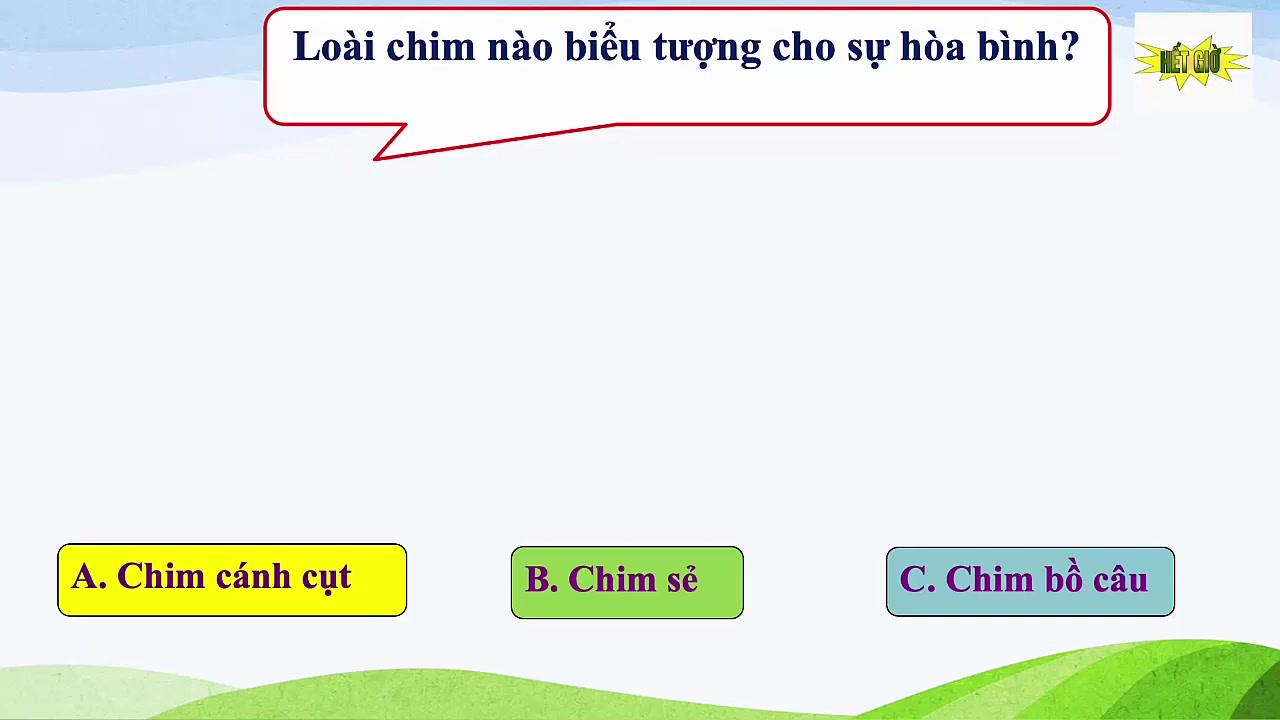 Loài chim nào biểu tượng cho sự hòa bình?
HẾT GIỜ
A. Chim cánh cụt
B. Chim sẻ
C. Chim bồ câu